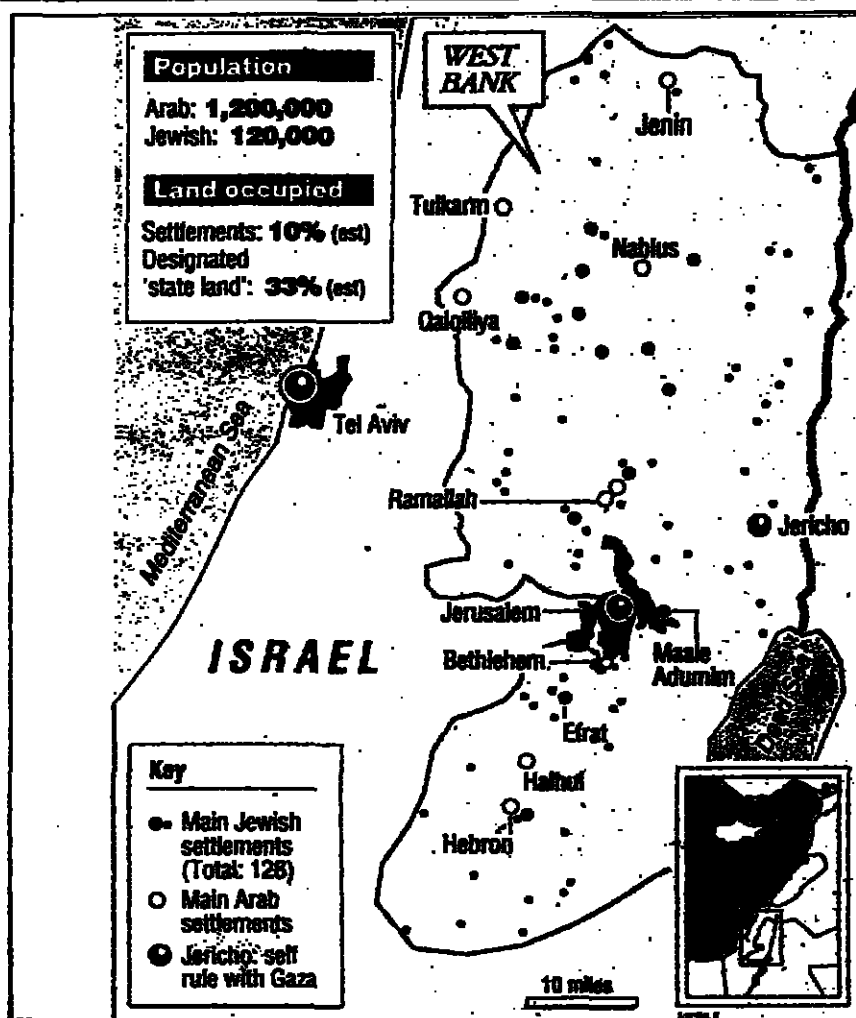 Population
Arab: 1,200,000
Jewish: 120,000
Land occupied
Settlements: 10% (est)
Designated
'state land': 33% (est)
WEST
BANK
Jenin
Tulkarm
Nablus
Qalqiliya
Tel Aviv
Mediterranean Sea
Ramallah
Jericho
Jerusalem
ISRAEL
Bethlehem
Maale
Adumim
Dead Sea
Efrat
Halhul
Hebron
Key
Main Jewish
settlements
(Total: 128)
Main Arab
settlements
Jericho: self
rule with Gaza
10 miles